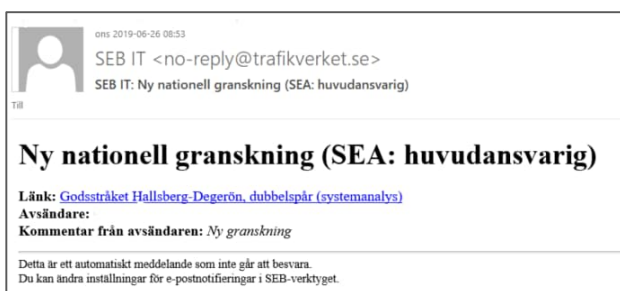 ons 2019-06-26 08:53
SEB IT <no-reply@trafikverket.se>
SEB IT: Ny nationell granskning (SEA: huvudansvarig)
Till
Ny nationell granskning (SEA: huvudansvarig)
Länk: Godsstråket Hallsberg-Degerön, dubbelspår (systemanalys)
Avsändare:
Kommentar från avsändaren: Ny granskning
Detta är ett automatiskt meddelande som inte går att besvara.
Du kan ändra inställningar för e-postnotifieringar i SEB-verktyget.